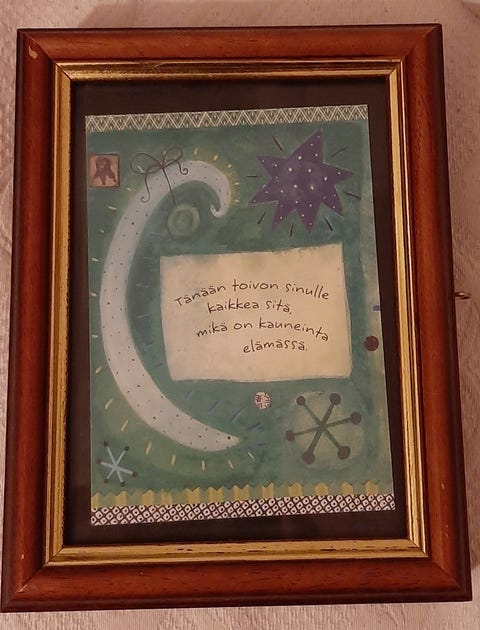 Tänään toivon sinulle
kaikkea sitä,
mikä on kauneinta
elämässä.